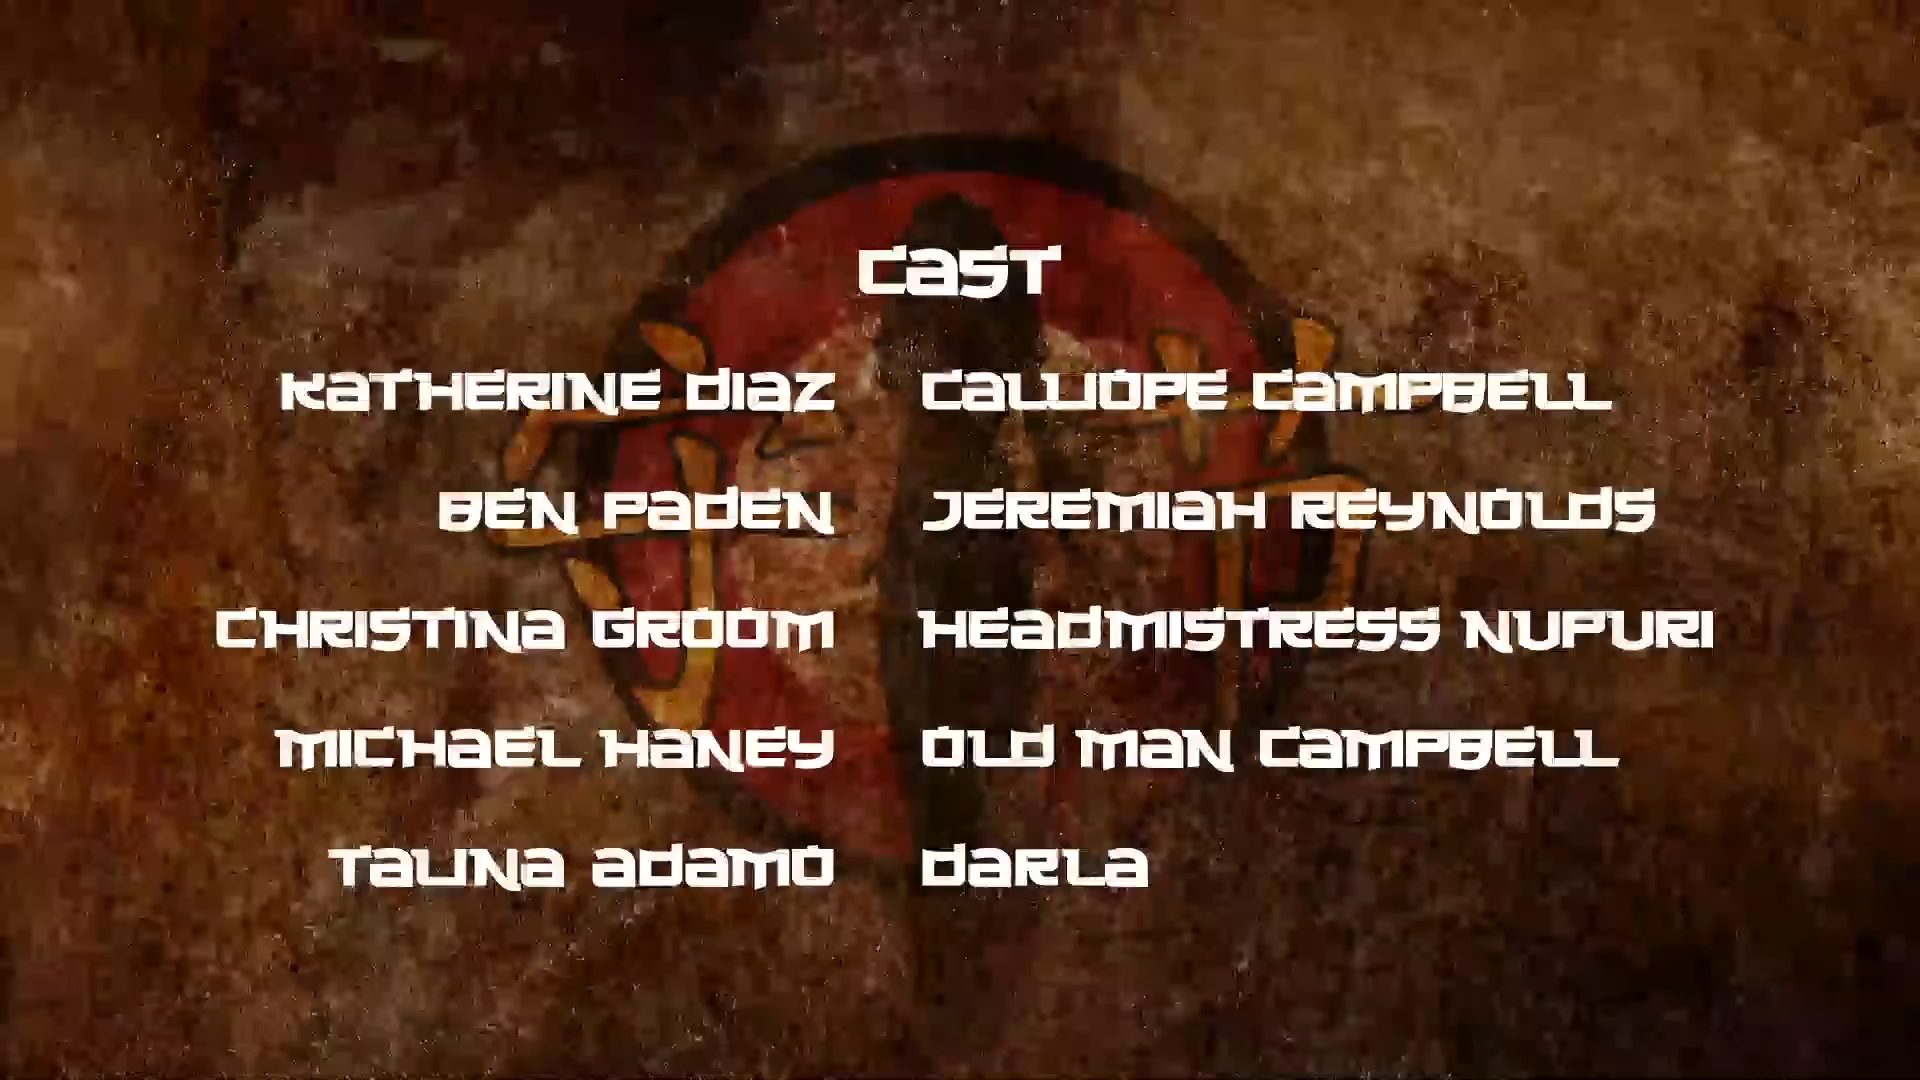 CAST
KATHERINE DIAZ CALLIOPE CAMPBELL
BEN PADEN JEREMIAH REYNOLDS
CHRISTINA GROOM HEADMISTRESS NUPURI
MICHAEL HANEY OLD MAN CAMPBELL
TALINA ADAMO DARLA